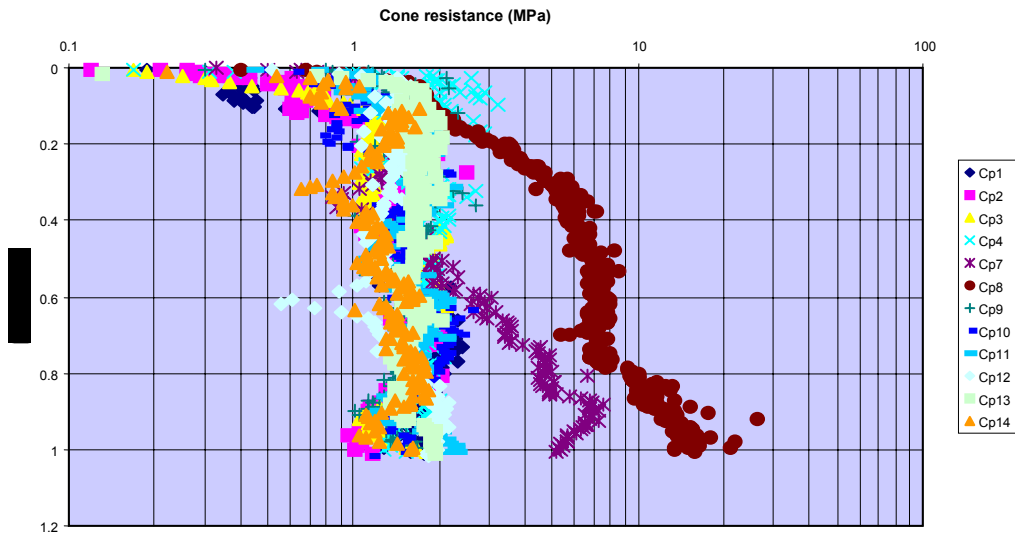 Cone resistance (MPa)
0.1 1 10 100
0
0.2
0.4
0.6
0.8
1
1.2
Cp1
Cp2
Cp3
Cp4
Cp7
Cp8
Cp9
Cp10
Cp11
Cp12
Cp13
Cp14